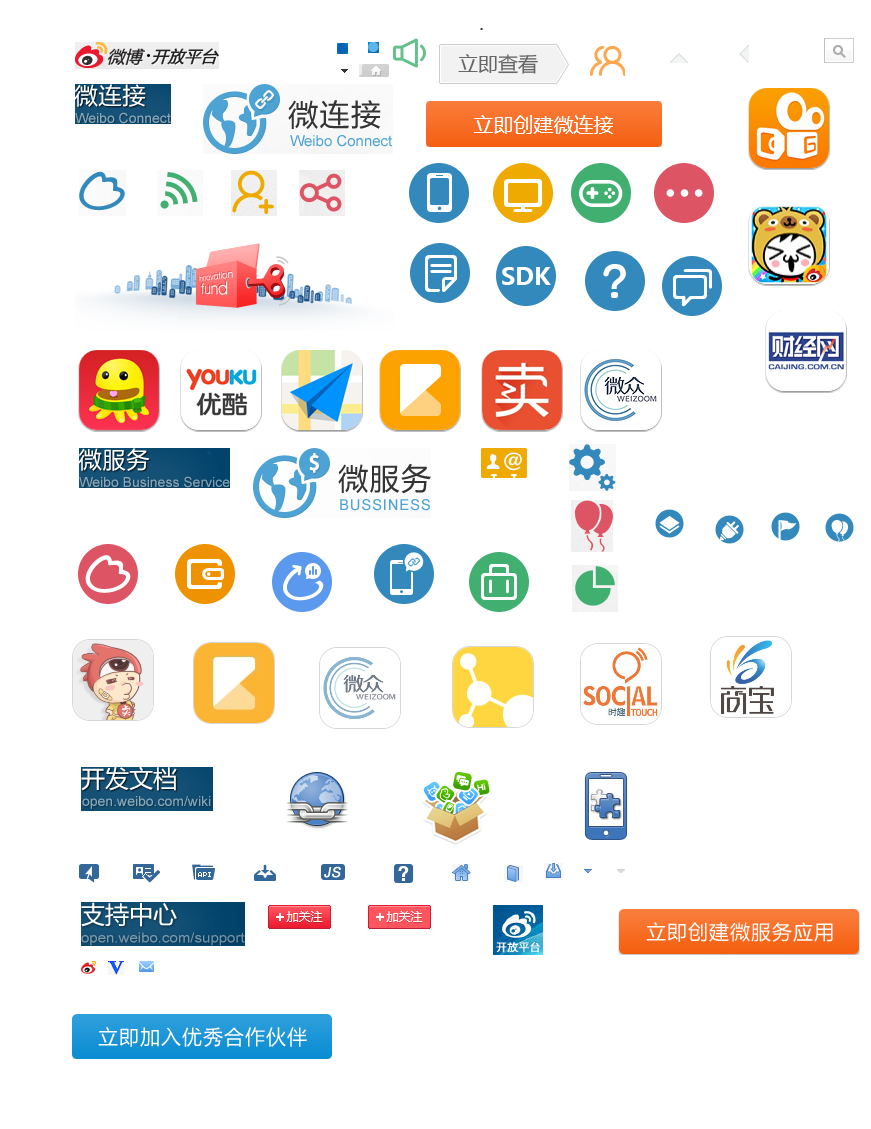 微博·开放平台
立即查看
微连接
Weibo Connect
微连接
Weibo Connect
立即创建微连接
SDK
innovation
fund
财经网
CAIJING.COM.CN
YOUKU
优酷
卖
微众
WEIZOOM
微服务
Weibo Business Service
微服务
BUSSINESS
微众
WEIZOOM
SOCIAL
时趣 TOUCH
商宝
开发文档
open.weibo.com/wiki
Hi
API
JS
支持中心
open.weibo.com/support
+加关注
+加关注
开放平台
立即创建微服务应用
立即加入优秀合作伙伴